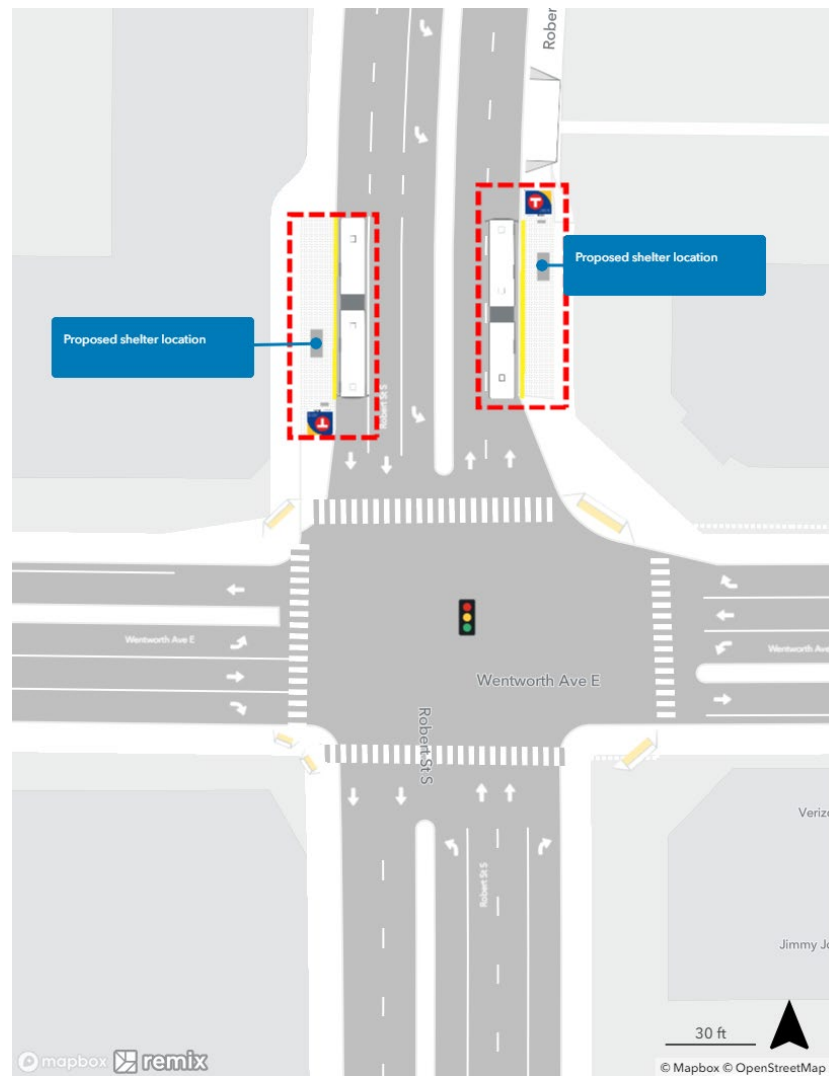 Rober
Proposed shelter location
Proposed shelter location
Robert St S
Wentworth Ave E
Wentworth Ave
Wentworth Ave E
Robert St S
Robert St S
Verize
Jimmy Jo
30 ft
mapbox remix
© Mapbox © OpenStreetMap